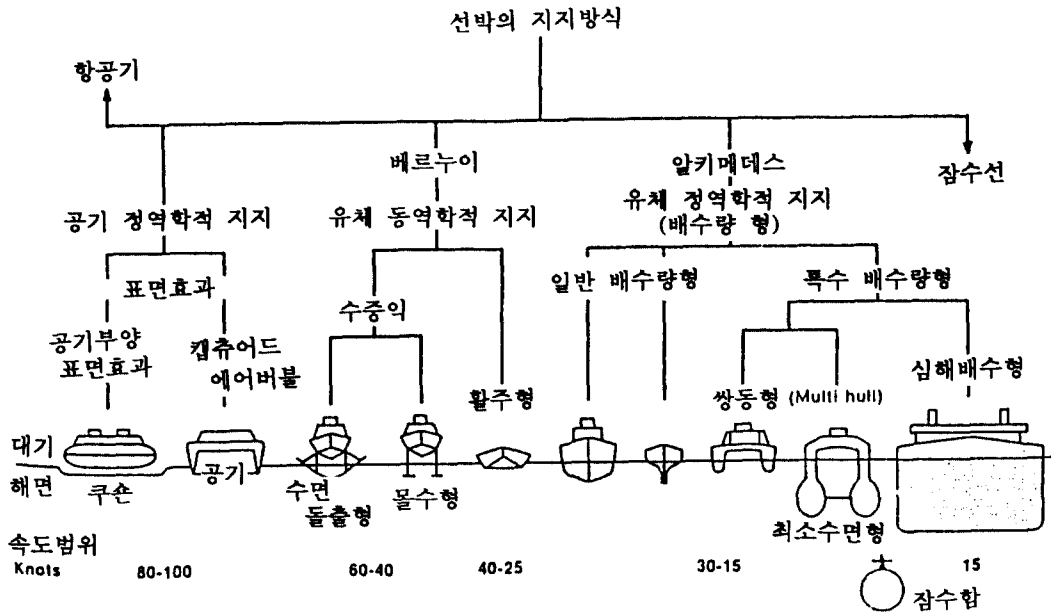 선박의 지지방식
항공기
베르누이
알키메데스
잠수선
공기 정역학적 지지
유체 동역학적 지지
유체 정역학적 지지
(배수량 형)
표면효과
수중익
일반 배수량형
특수 배수량형
공기부양
표면효과
캡츄어드
에어버블
활주형
쌍동형 (Multi hull)
심해배수형
대기
해면
쿠숀
공기
수면
돌출형
몰수형
최소수면형
속도범위
Knots
80-100
60-40
40-25
30-15
15
잠수함